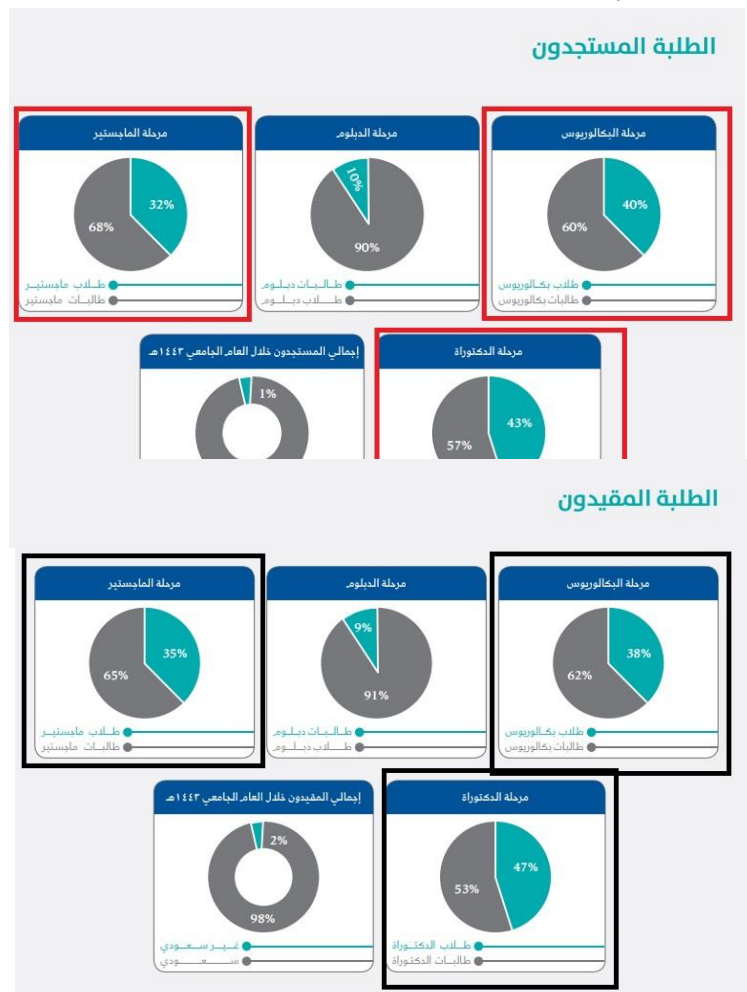 الطلبة المستجدون
مرحلة البكالوريوس
40%
60%
طلاب بكالوريوس
طالبات بكالوريوس
مرحلة الدبلوم
10%
90%
طالبات دبلوم
طلاب دبلوم
مرحلة الماجستير
32%
68%
طلاب ماجستير
طالبات ماجستير
مرحلة الدكتوراة
43%
57%
إجمالي المستجدون خلال العام الجامعي ١٤٤٣هـ
1%
الطلبة المقيدون
مرحلة البكالوريوس
38%
62%
طلاب بكالوريوس
طالبات بكالوريوس
مرحلة الدبلوم
9%
91%
طالبات دبلوم
طلاب دبلوم
مرحلة الماجستير
35%
65%
طلاب ماجستير
طالبات ماجستير
مرحلة الدكتوراة
47%
53%
طلاب الدكتوراة
طالبات الدكتوراة
إجمالي المقيدون خلال العام الجامعي ١٤٤٣هـ
2%
98%
غير سعودي
سعودي